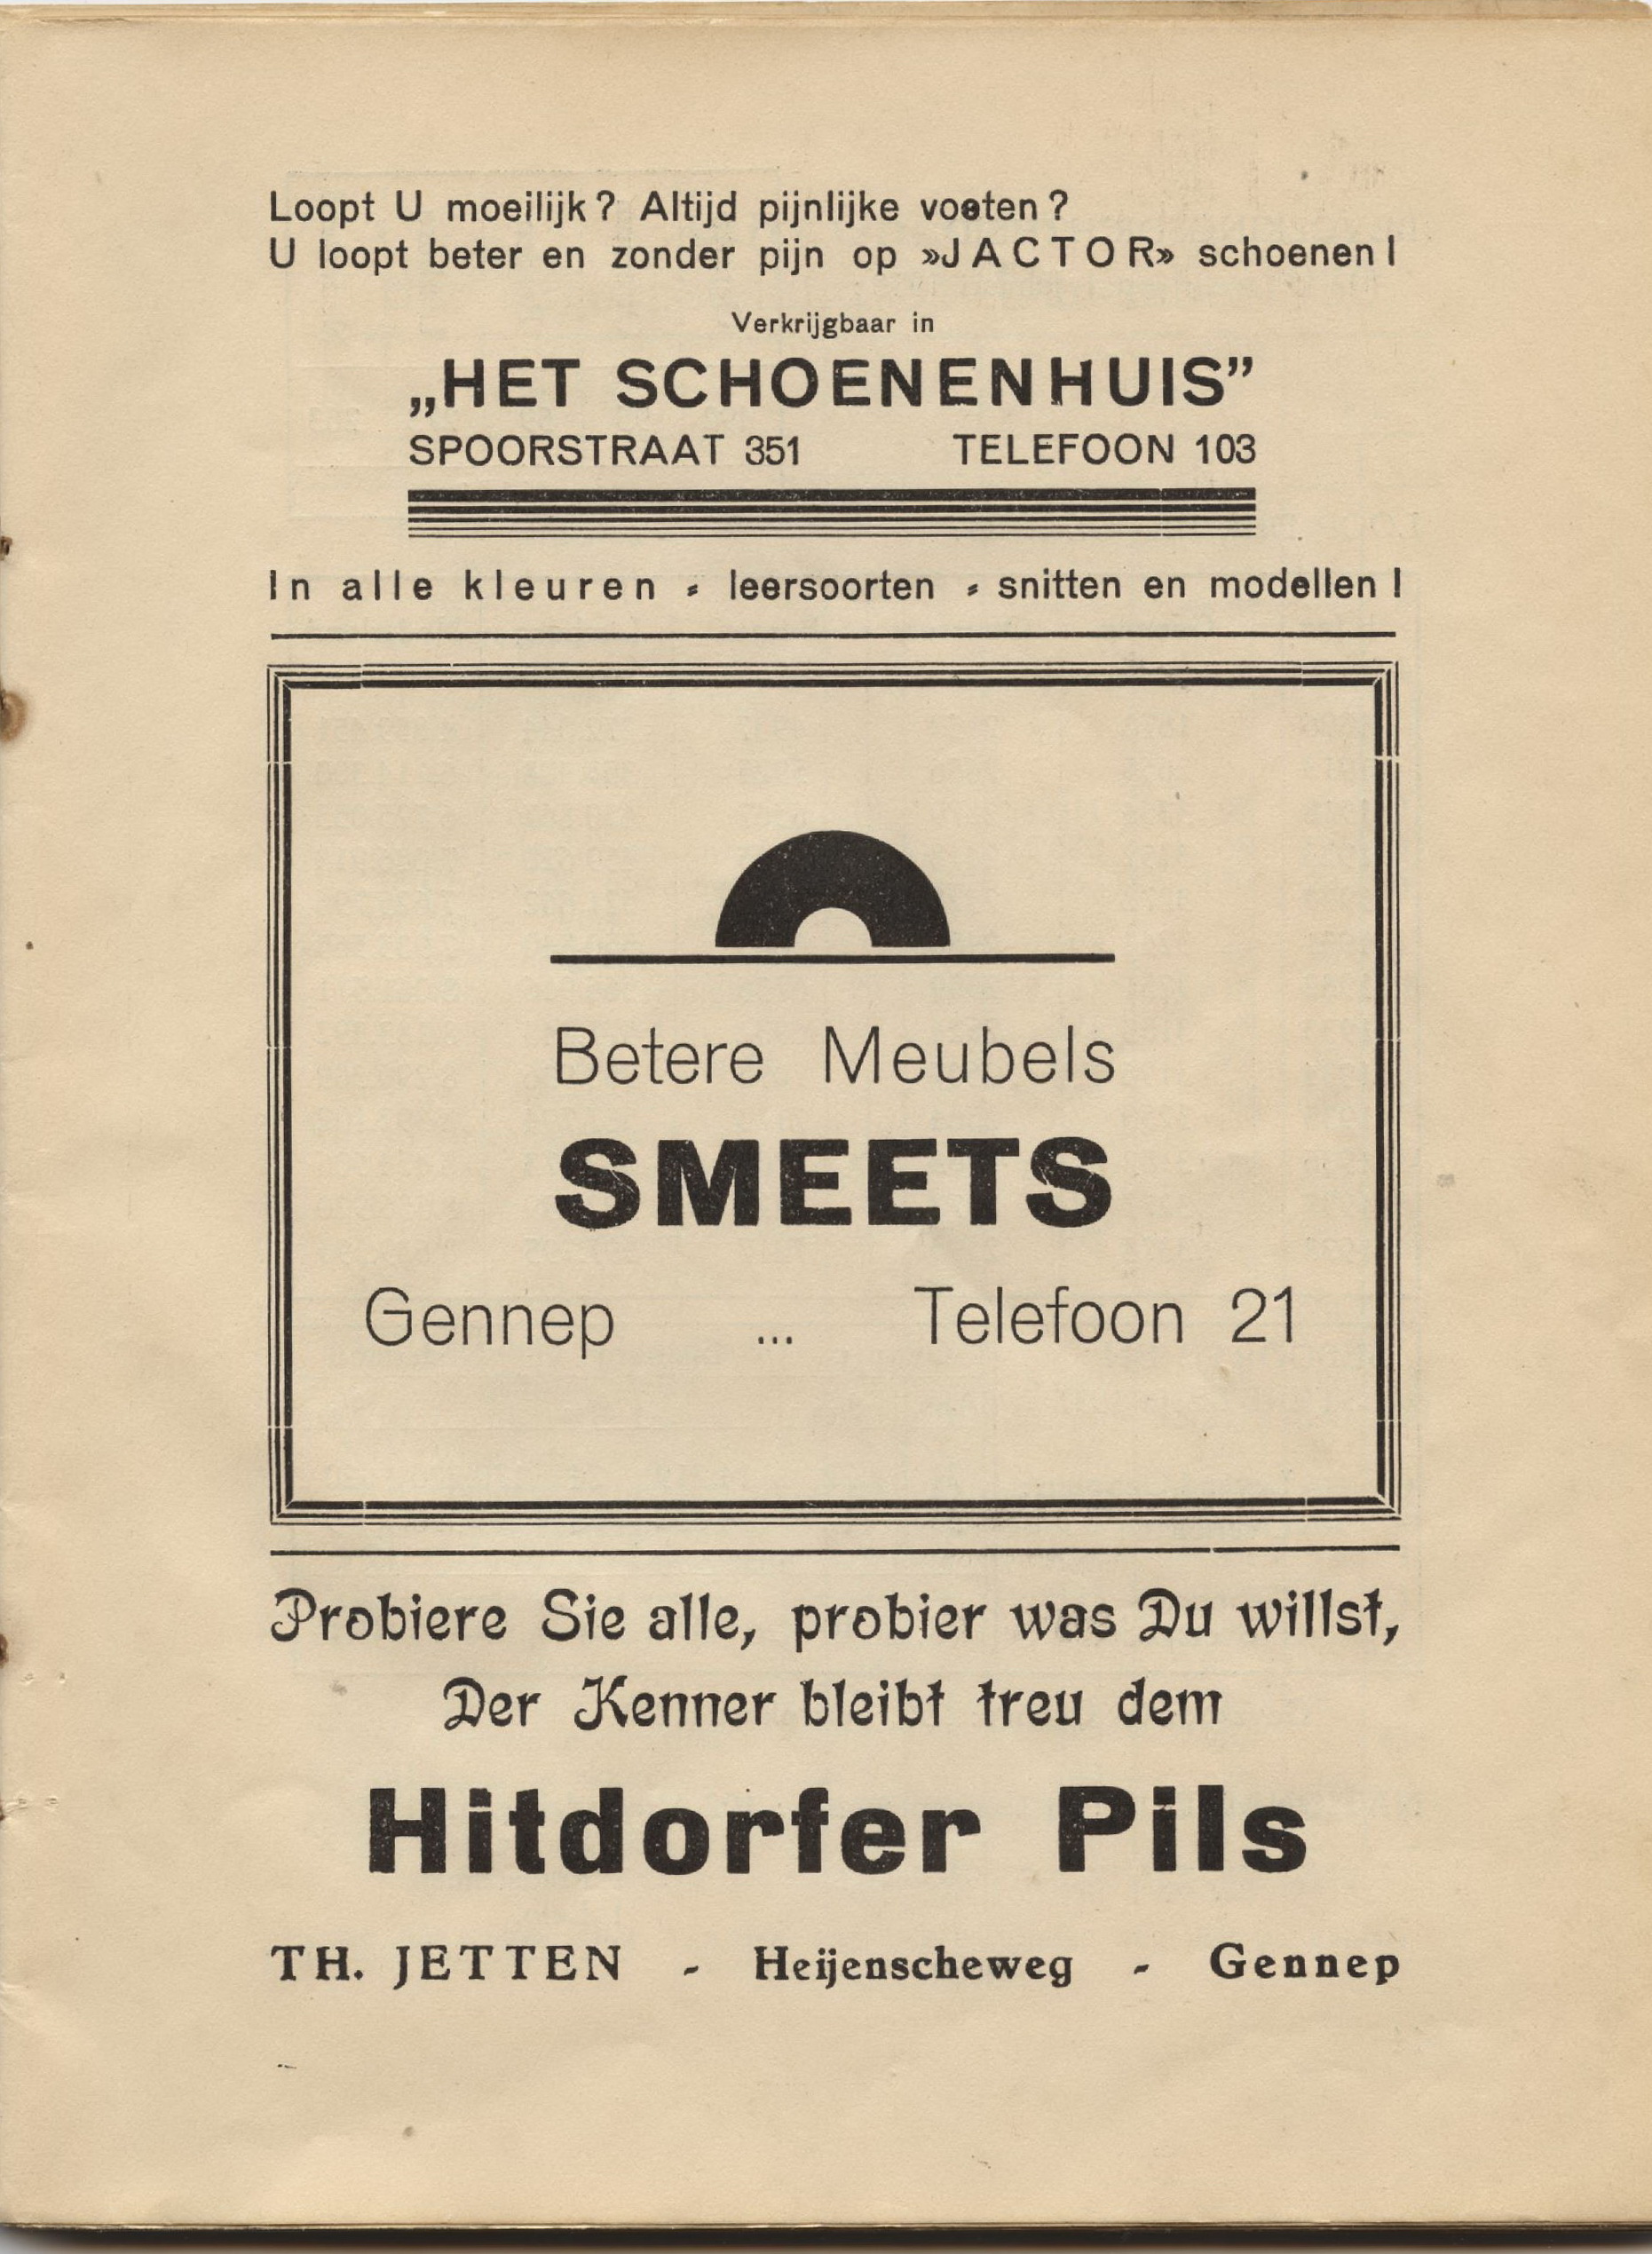 Loopt U moeilijk? Altijd pijnlijke voeten?
U loopt beter en zonder pijn op »JACTOR» schoenen!
Verkrijgbaar in
„HET SCHOENENHUIS”
SPOORSTRAAT 351 TELEFOON 103
In alle kleuren - leersoorten - snitten en modellen!
Betere Meubels
SMEETS
Gennep ... Telefoon 21
Probiere Sie alle, probier was Du willst,
Der Kenner bleibt treu dem
Hitdorfer Pils
TH. JETTEN - Heijenscheweg - Gennep